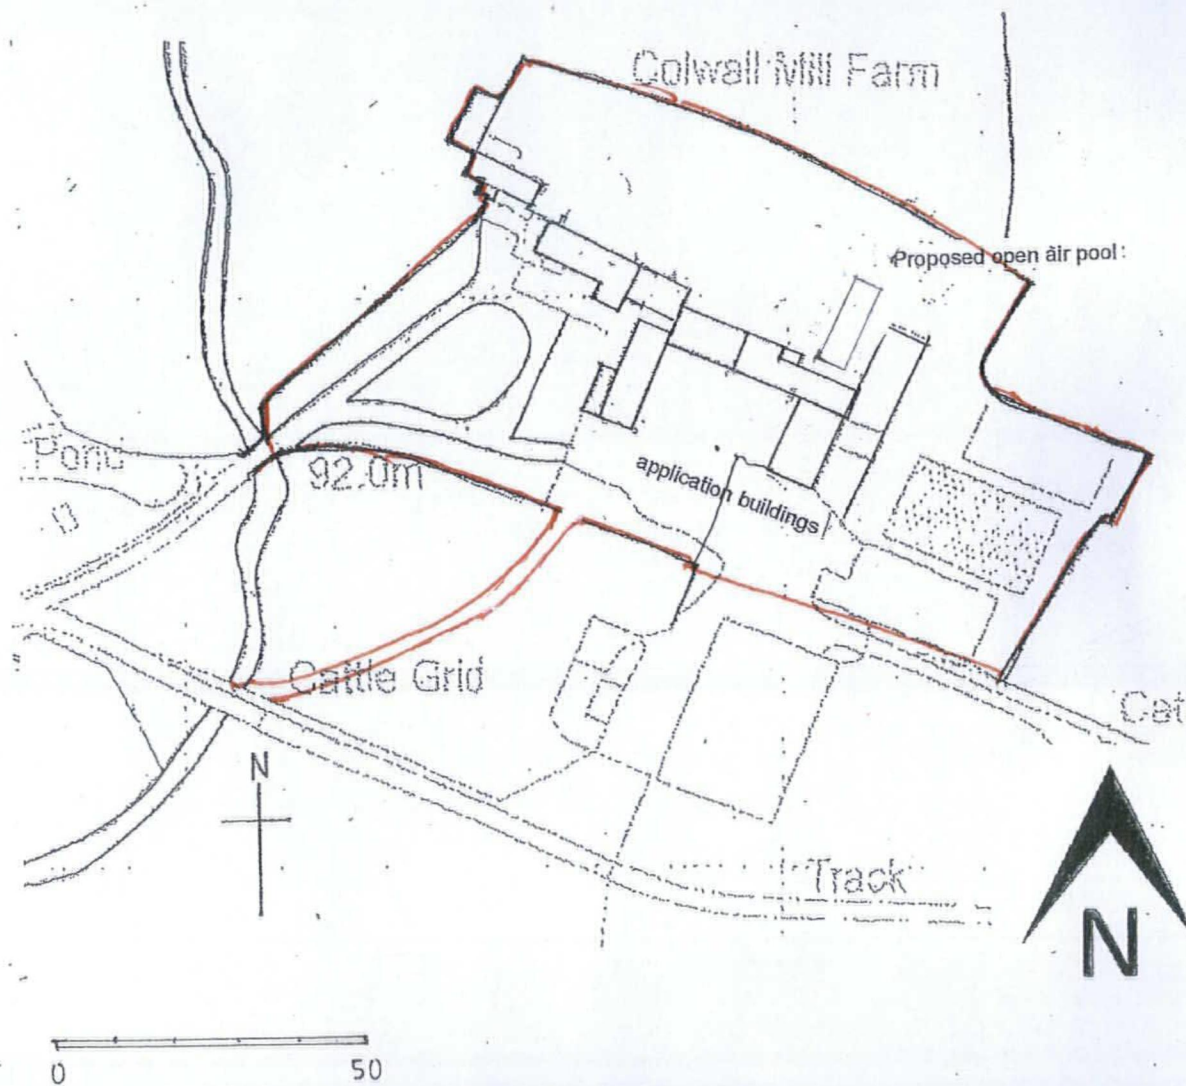 Colwall Mill Farm
Proposed open air pool
Pond
92.0m
application buildings
Cattle Grid
Cat
N
Track
N
0 50